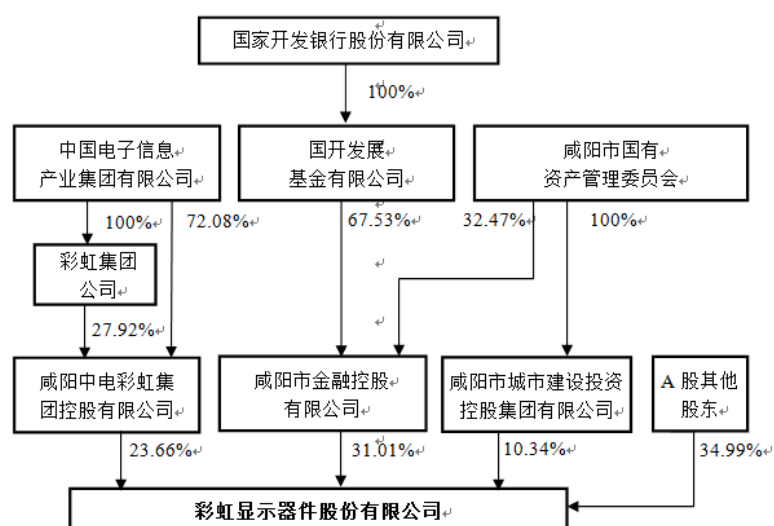 国家开发银行股份有限公司
100%
中国电子信息
产业集团有限公司
国开发展
基金有限公司
咸阳市国有
资产管理委员会
100%
72.08%
67.53%
32.47%
100%
彩虹集团
公司
27.92%
咸阳中电彩虹集
团控股有限公司
咸阳市金融控股
有限公司
咸阳市城市建设投资
控股集团有限公司
A 股其他
股东
23.66%
31.01%
10.34%
34.99%
彩虹显示器件股份有限公司